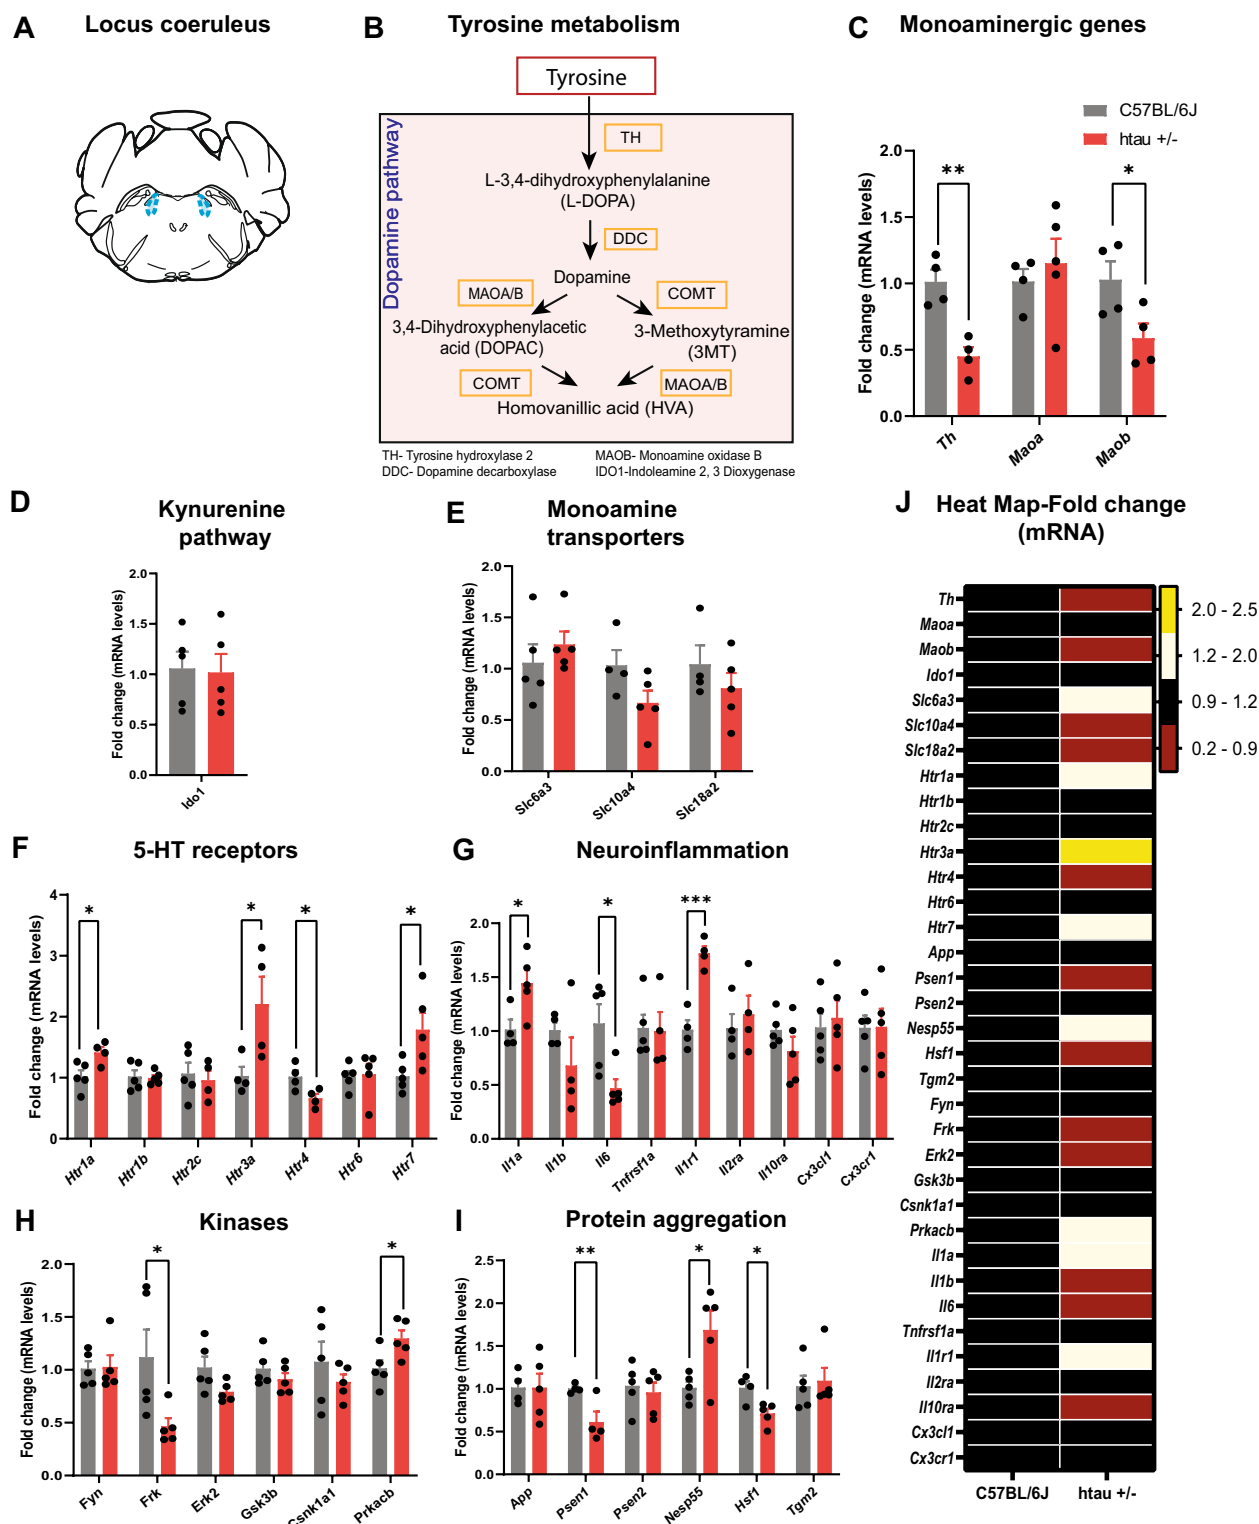 A Locus coeruleus
B Tyrosine metabolism
Tyrosine
Dopamine pathway
TH
L-3,4-dihydroxyphenylalanine
(L-DOPA)
DDC
Dopamine
MAOA/B
COMT
3,4-Dihydroxyphenylacetic
acid (DOPAC)
3-Methoxytyramine
(3MT)
COMT
MAOA/B
Homovanillic acid (HVA)
TH- Tyrosine hydroxylase 2
MAOB- Monoamine oxidase B
DDC- Dopamine decarboxylase
IDO1-Indoleamine 2, 3 Dioxygenase
C Monoaminergic genes
C57BL/6J
htau +/-
Fold change (mRNA levels)
2.0
1.5
1.0
0.5
0.0
**
*
Th
Maoa
Maob
D Kynurenine
pathway
Fold change (mRNA levels)
2.0
1.5
1.0
0.5
0.0
Ido1
E Monoamine
transporters
Fold change (mRNA levels)
2.0
1.5
1.0
0.5
0.0
Slc6a3
Slc10a4
Slc18a2
F 5-HT receptors
Fold change (mRNA levels)
4
3
2
1
0
*
*
*
*
Htr1a
Htr1b
Htr2c
Htr3a
Htr4
Htr6
Htr7
G Neuroinflammation
Fold change (mRNA levels)
2.0
1.5
1.0
0.5
0.0
*
*
***
Il1a
Il1b
Il6
Tnfrsf1a
Il1r1
Il2ra
Il10ra
Cx3cl1
Cx3cr1
H Kinases
Fold change (mRNA levels)
2.0
1.5
1.0
0.5
0.0
*
*
Fyn
Frk
Erk2
Gsk3b
Csnk1a1
Prkacb
I Protein aggregation
Fold change (mRNA levels)
2.5
2.0
1.5
1.0
0.5
0.0
**
*
*
App
Psen1
Psen2
Nesp55
Hsf1
Tgm2
J Heat Map-Fold change
(mRNA)
Th
Maoa
Maob
Ido1
Slc6a3
Slc10a4
Slc18a2
Htr1a
Htr1b
Htr2c
Htr3a
Htr4
Htr6
Htr7
App
Psen1
Psen2
Nesp55
Hsf1
Tgm2
Fyn
Frk
Erk2
Gsk3b
Csnk1a1
Prkacb
Il1a
Il1b
Il6
Tnfrsf1a
Il1r1
Il2ra
Il10ra
Cx3cl1
Cx3cr1
C57BL/6J
htau +/-
2.0 - 2.5
1.2 - 2.0
0.9 - 1.2
0.2 - 0.9